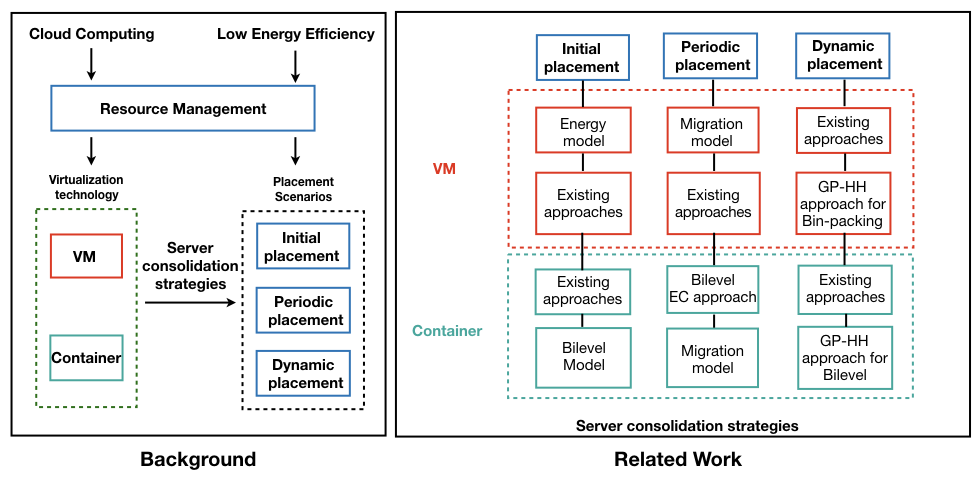 Cloud Computing
Low Energy Efficiency
Resource Management
Virtualization
technology
Placement
Scenarios
VM
Container
Server
consolidation
strategies
Initial
placement
Periodic
placement
Dynamic
placement
Background
Initial
placement
Periodic
placement
Dynamic
placement
VM
Energy
model
Migration
model
Existing
approaches
Existing
approaches
Existing
approaches
GP-HH
approach for
Bin-packing
Container
Existing
approaches
Bilevel
EC approach
Existing
approaches
Bilevel
Model
Migration
model
GP-HH
approach for
Bilevel
Server consolidation strategies
Related Work